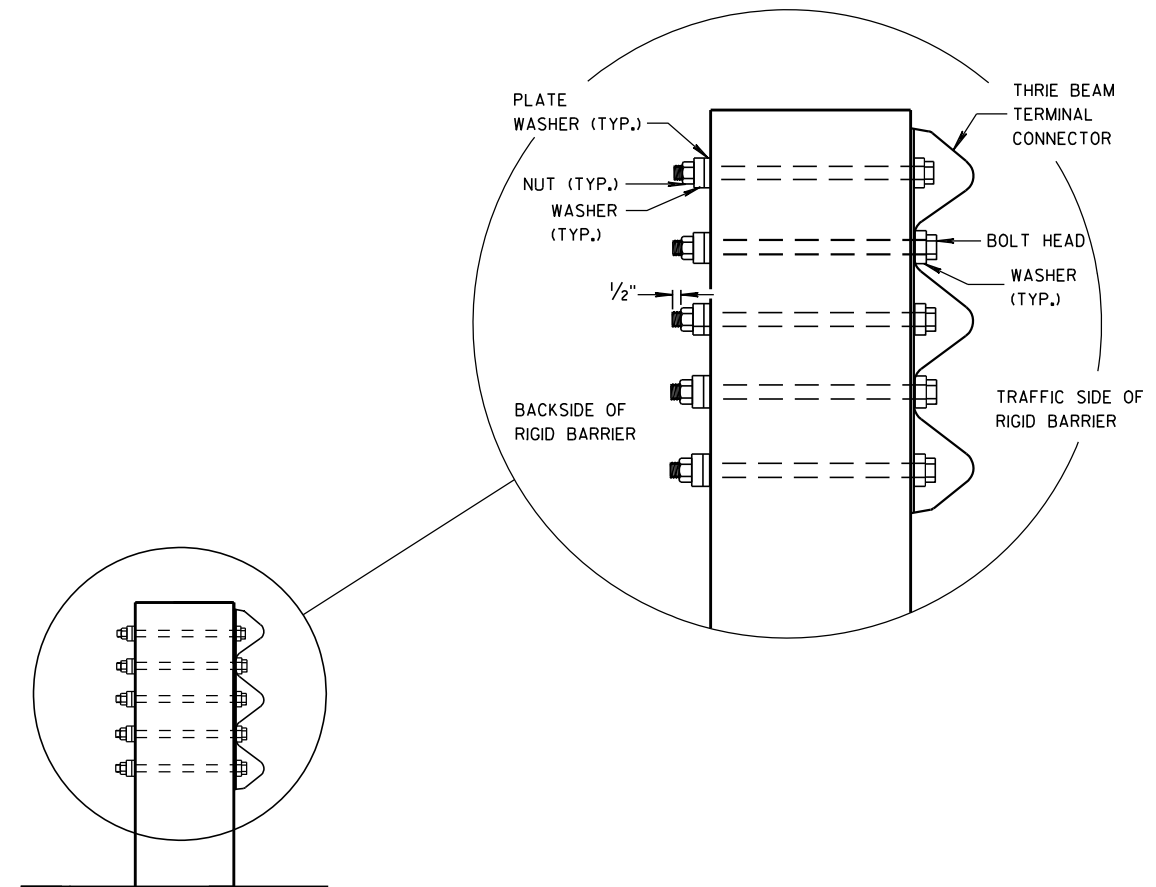 PLATE
WASHER (TYP.)
NUT (TYP.)
WASHER
(TYP.)
1/2"
BACKSIDE OF
RIGID BARRIER
THRIE BEAM
TERMINAL
CONNECTOR
BOLT HEAD
WASHER
(TYP.)
TRAFFIC SIDE OF
RIGID BARRIER